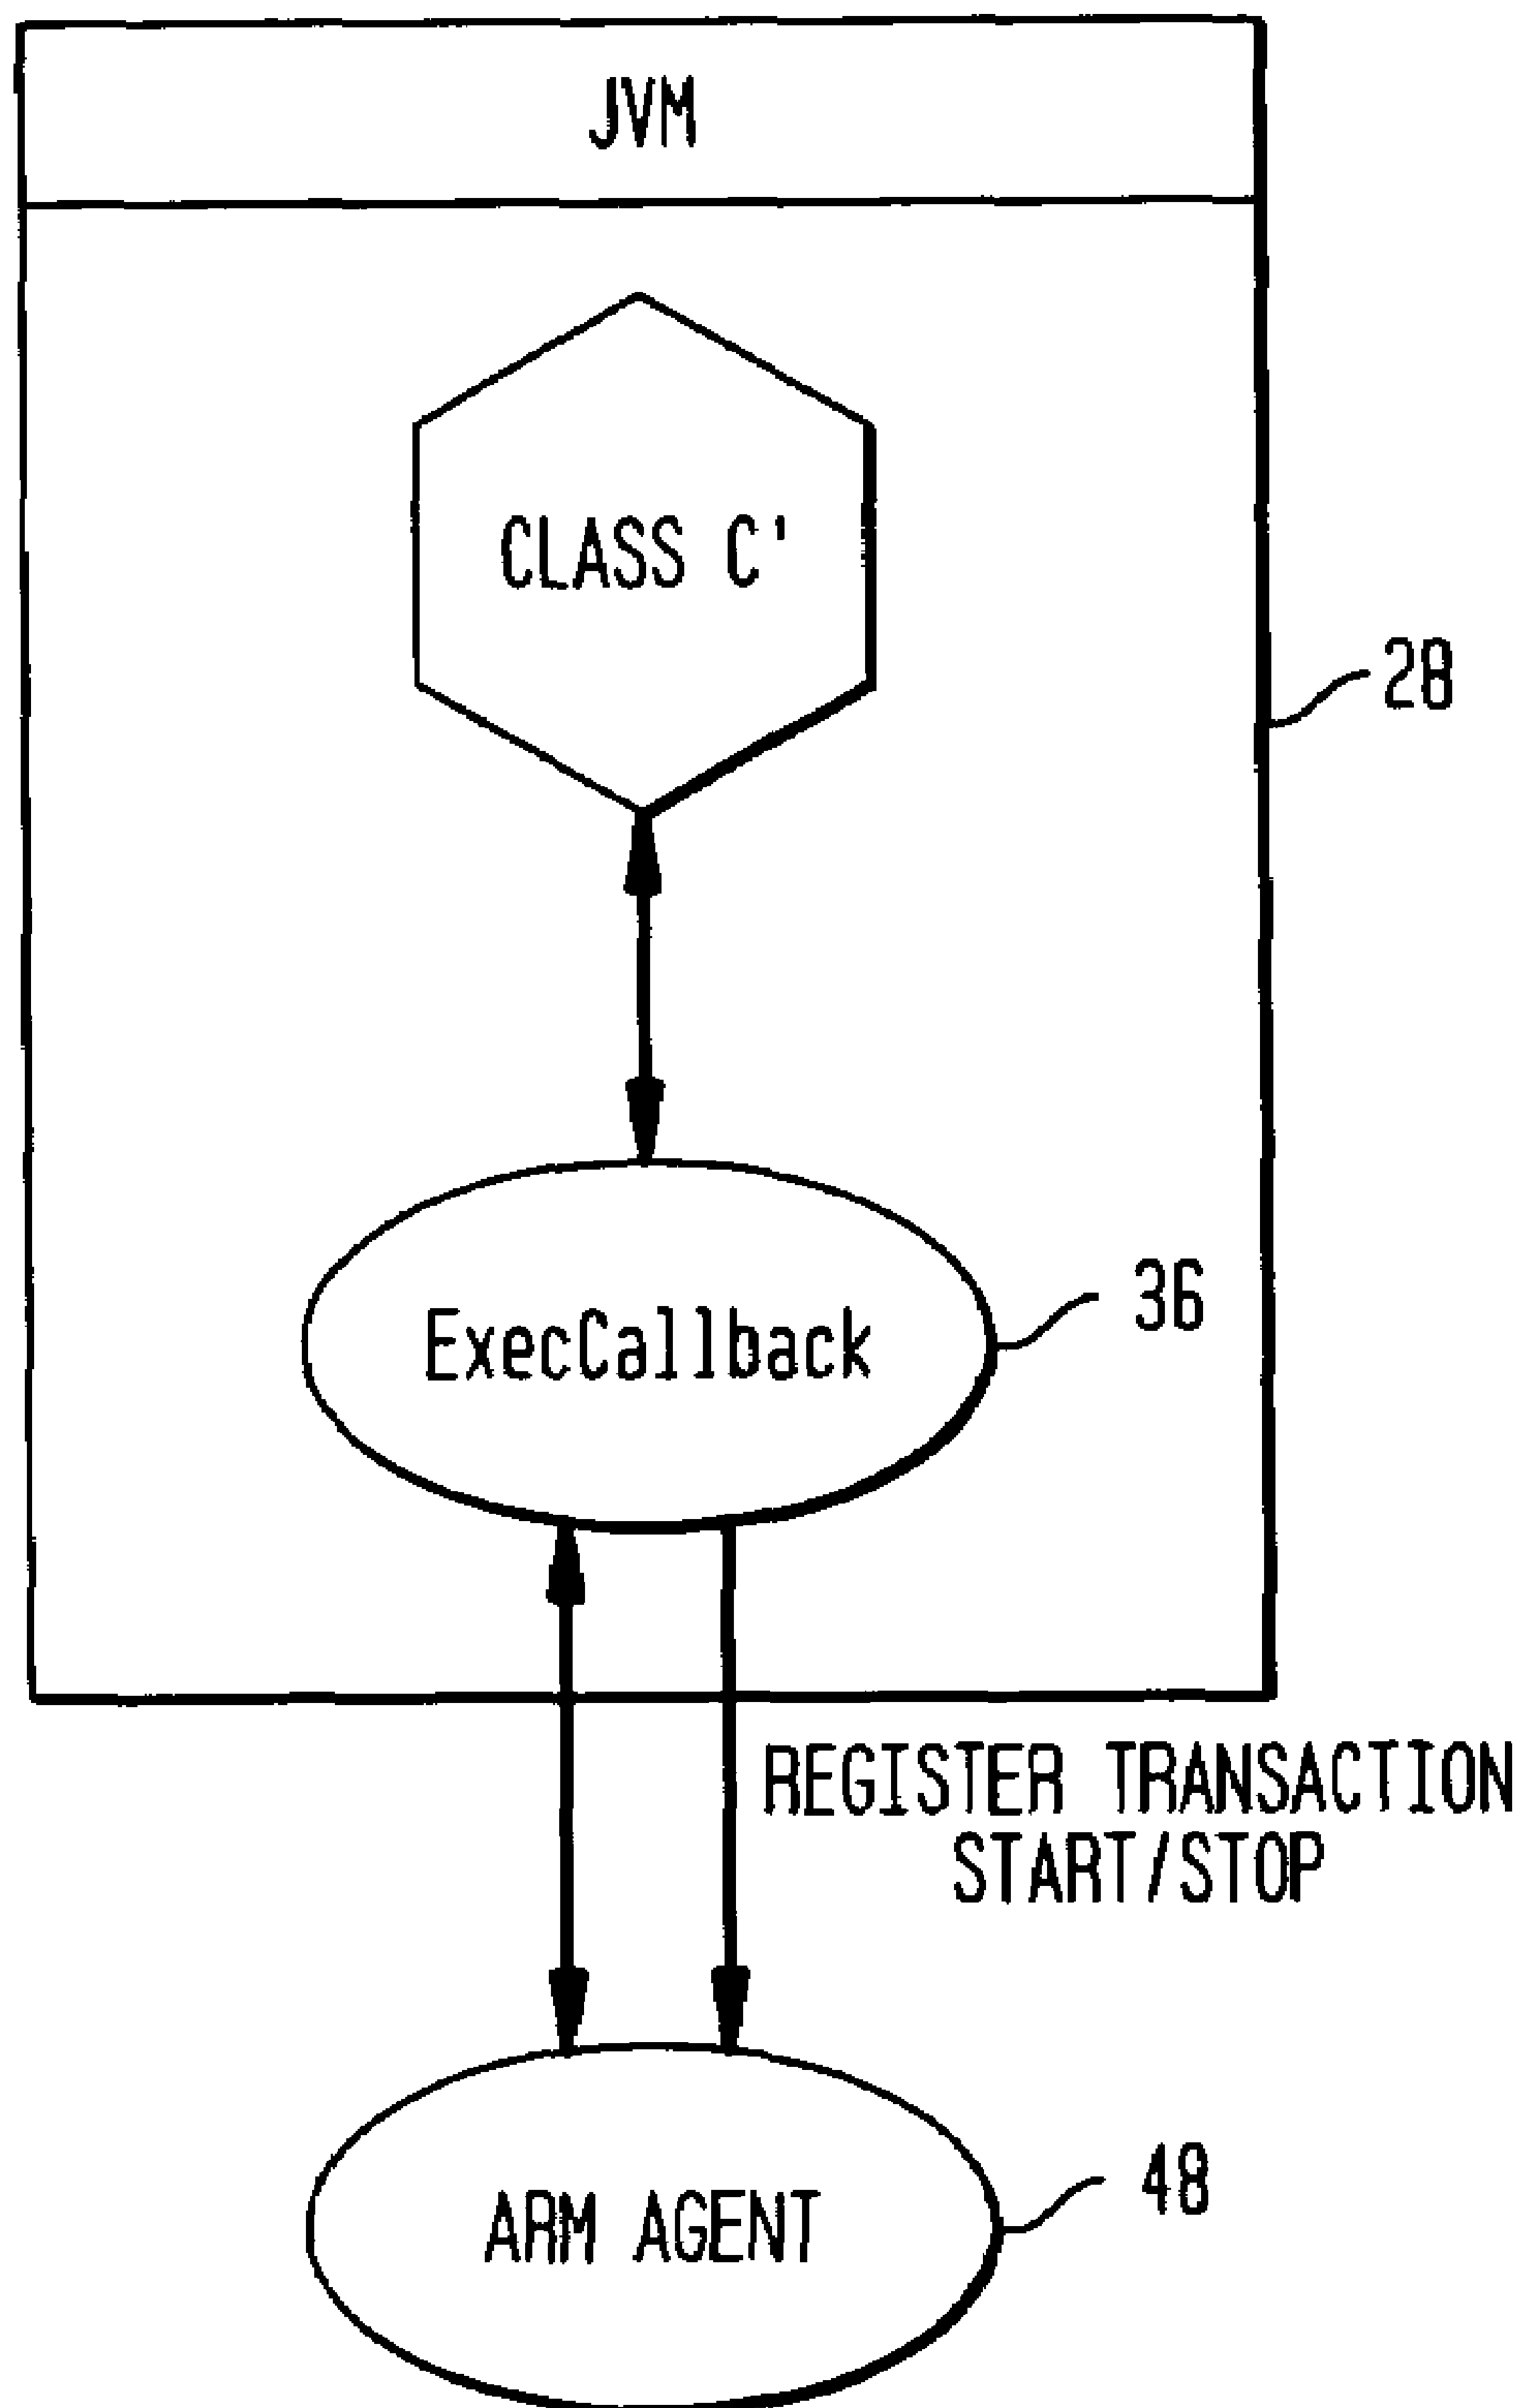 JVM
CLASS C'
28
ExecCallback
36
REGISTER TRANSACTION
START/STOP
ARM AGENT
48